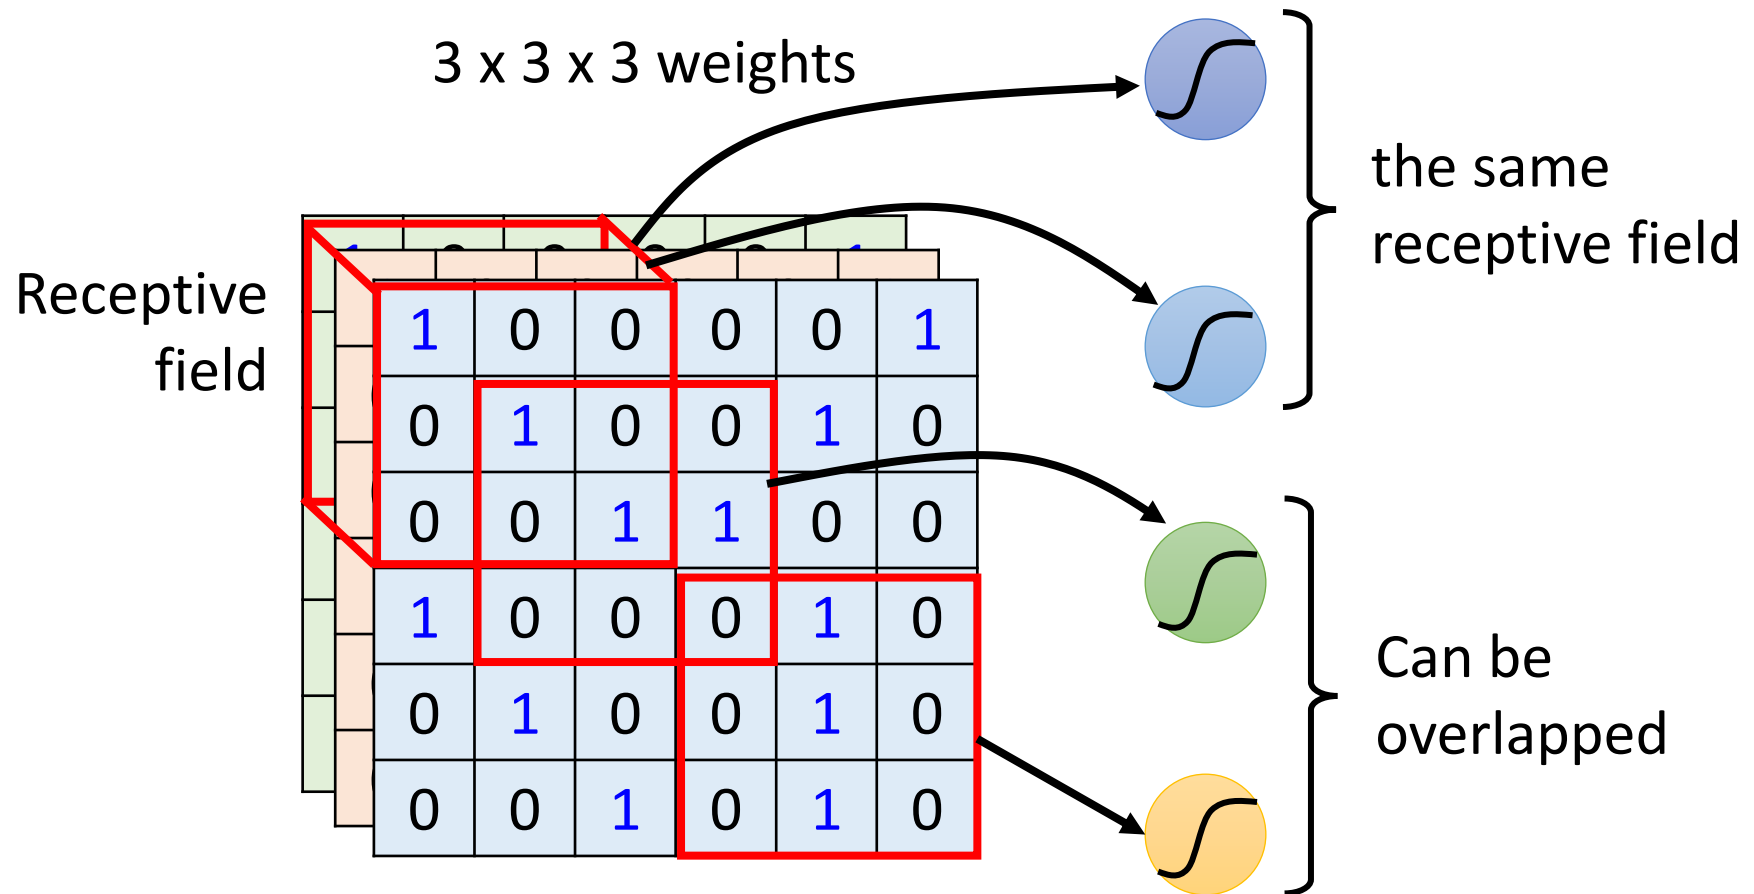 3 x 3 x 3 weights
the same
receptive field
Receptive
field
1 0 0 0 0 1
0 1 0 0 1 0
0 0 1 1 0 0
1 0 0 0 1 0
0 1 0 0 1 0
0 0 1 0 1 0
Can be
overlapped